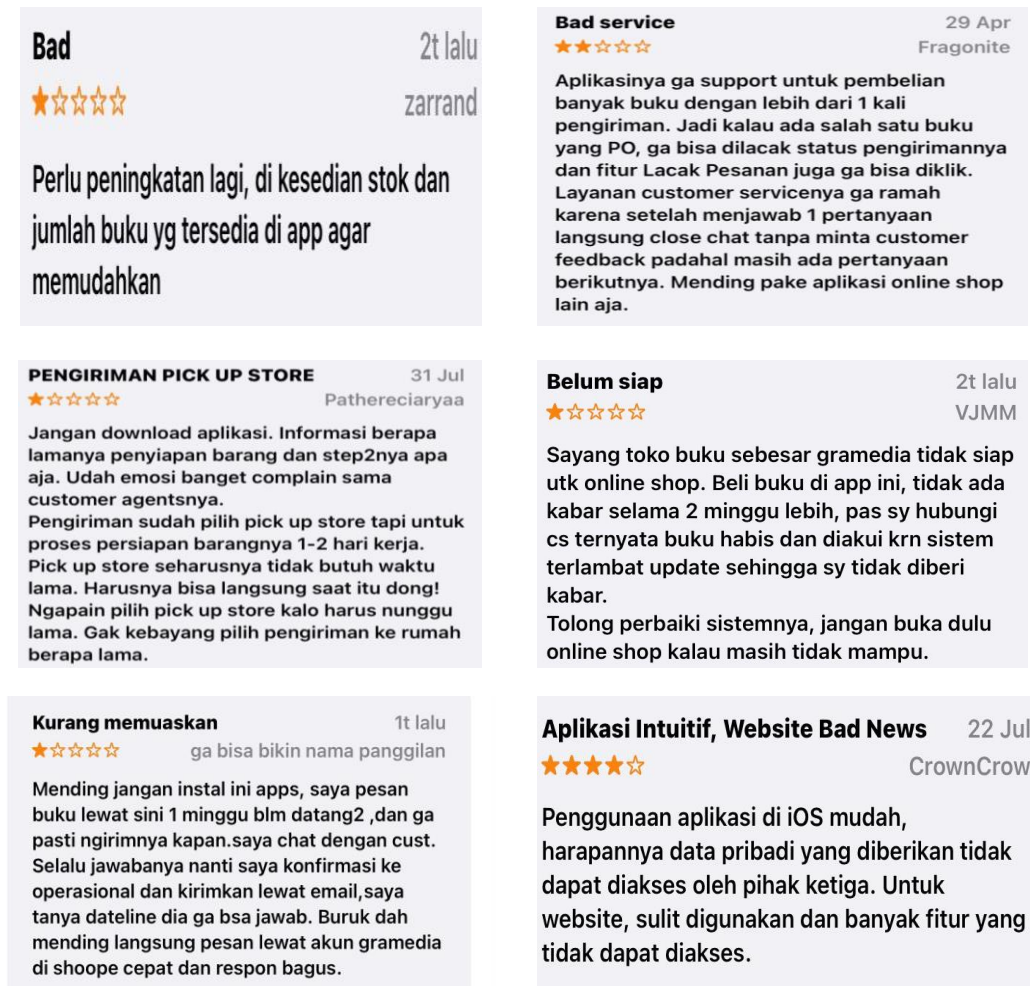 Bad 2t lalu
zarrand
Perlu peningkatan lagi, di kesedian stok dan
jumlah buku yg tersedia di app agar
memudahkan
Bad service 29 Apr
Fragonite
Aplikasinya ga support untuk pembelian
banyak buku dengan lebih dari 1 kali
pengiriman. Jadi kalau ada salah satu buku
yang PO, ga bisa dilacak status pengirimannya
dan fitur Lacak Pesanan juga ga bisa diklik.
Layanan customer servicenya ga ramah
karena setelah menjawab 1 pertanyaan
langsung close chat tanpa minta customer
feedback padahal masih ada pertanyaan
berikutnya. Mending pake aplikasi online shop
lain aja.
PENGIRIMAN PICK UP STORE 31 Jul
Pathereciaryaa
Jangan download aplikasi. Informasi berapa
lamanya penyiapan barang dan step2nya apa
aja. Udah emosi banget complain sama
customer agentsnya.
Pengiriman sudah pilih pick up store tapi untuk
proses persiapan barangnya 1-2 hari kerja.
Pick up store seharusnya tidak butuh waktu
lama. Harusnya bisa langsung saat itu dong!
Ngapain pilih pick up store kalo harus nunggu
lama. Gak kebayang pilih pengiriman ke rumah
berapa lama.
Belum siap 2t lalu
VJMM
Sayang toko buku sebesar gramedia tidak siap
utk online shop. Beli buku di app ini, tidak ada
kabar selama 2 minggu lebih, pas sy hubungi
cs ternyata buku habis dan diakui krn sistem
terlambat update sehingga sy tidak diberi
kabar.
Tolong perbaiki sistemnya, jangan buka dulu
online shop kalau masih tidak mampu.
Kurang memuaskan 1t lalu
ga bisa bikin nama panggilan
Mending jangan instal ini apps, saya pesan
buku lewat sini 1 minggu blm datang2 ,dan ga
pasti ngirimnya kapan.saya chat dengan cust.
Selalu jawabanya nanti saya konfirmasi ke
operasional dan kirimkan lewat email,saya
tanya dateline dia ga bsa jawab. Buruk dah
mending langsung pesan lewat akun gramedia
di shoope cepat dan respon bagus.
Aplikasi Intuitif, Website Bad News 22 Jul
CrownCrow
Penggunaan aplikasi di iOS mudah,
harapannya data pribadi yang diberikan tidak
dapat diakses oleh pihak ketiga. Untuk
website, sulit digunakan dan banyak fitur yang
tidak dapat diakses.